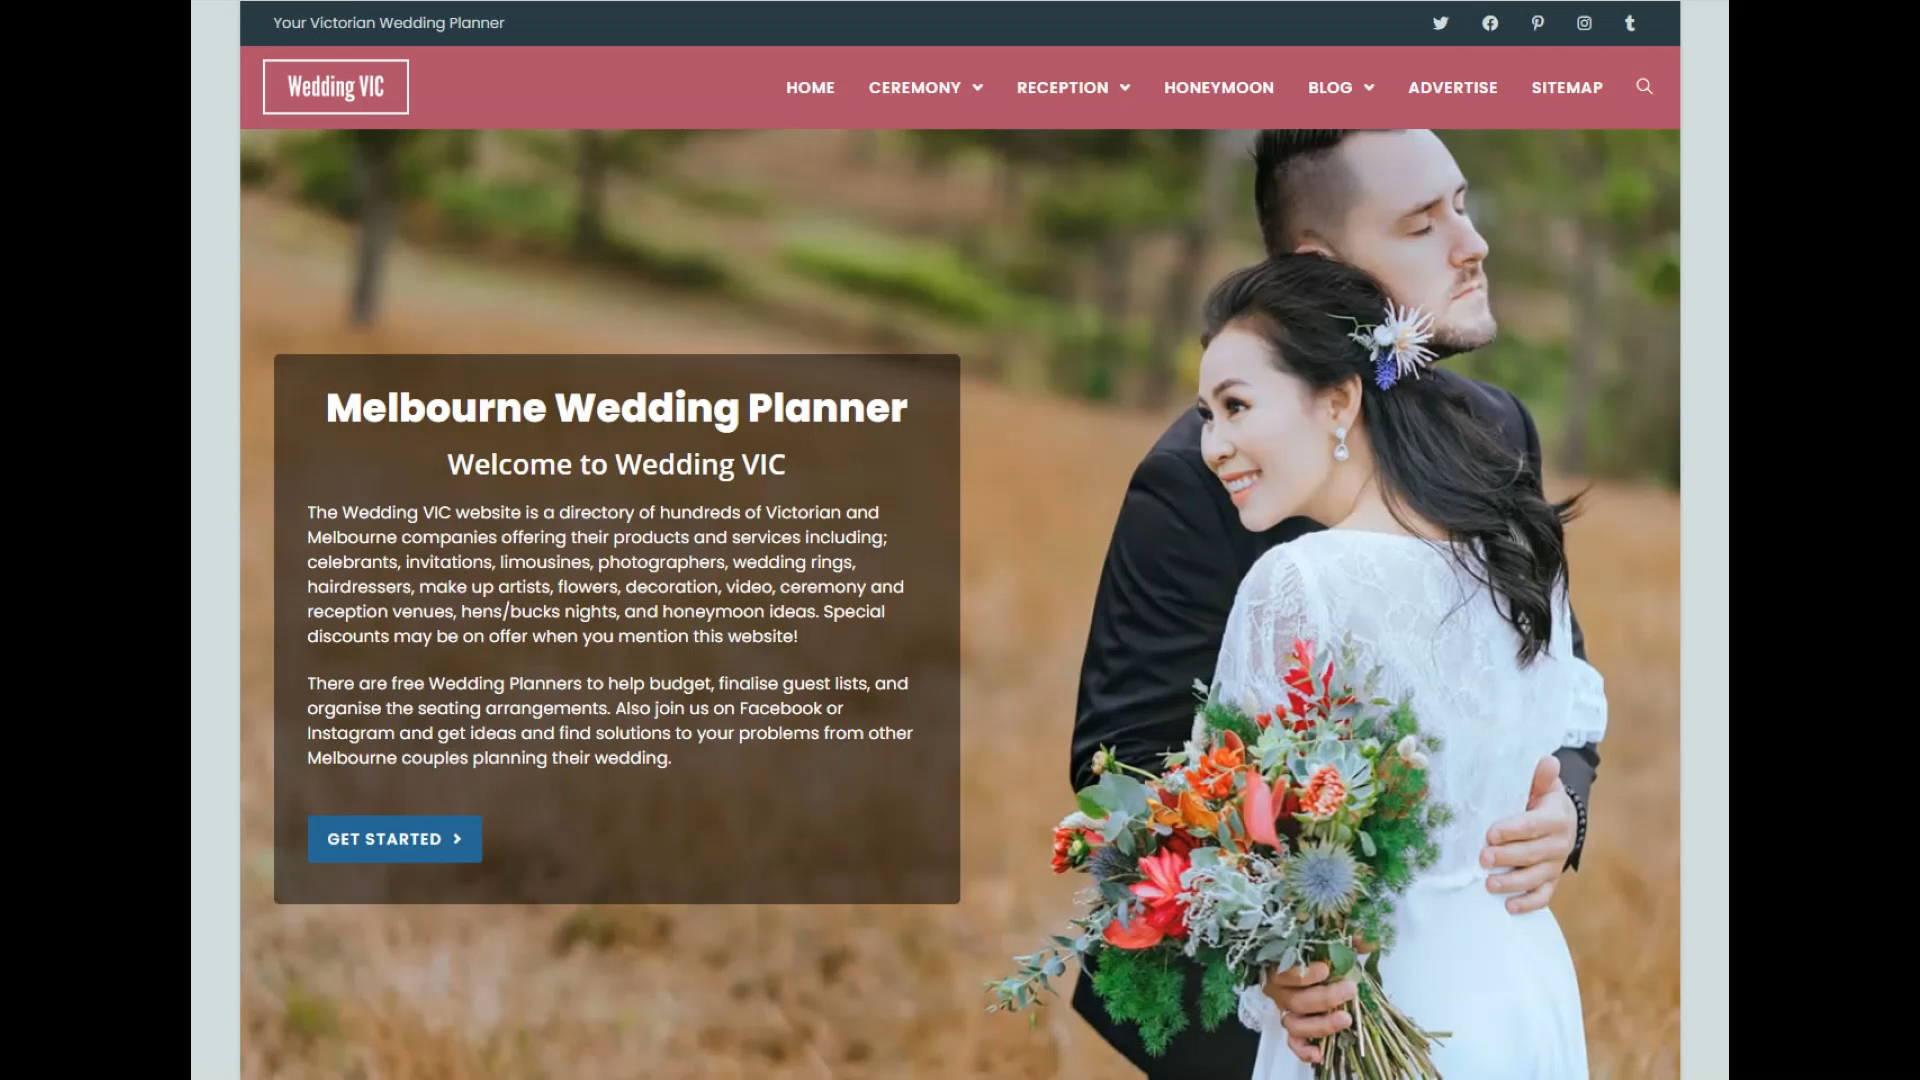 Your Victorian Wedding Planner
Wedding VIC
HOME CEREMONY RECEPTION HONEYMOON BLOG ADVERTISE SITEMAP
Melbourne Wedding Planner
Welcome to Wedding VIC
The Wedding VIC website is a directory of hundreds of Victorian and
Melbourne companies offering their products and services including;
celebrants, invitations, limousines, photographers, wedding rings,
hairdressers, make up artists, flowers, decoration, video, ceremony and
reception venues, hens/bucks nights, and honeymoon ideas. Special
discounts may be on offer when you mention this website!
There are free Wedding Planners to help budget, finalise guest lists, and
organise the seating arrangements. Also join us on Facebook or
Instagram and get ideas and find solutions to your problems from other
Melbourne couples planning their wedding.
GET STARTED